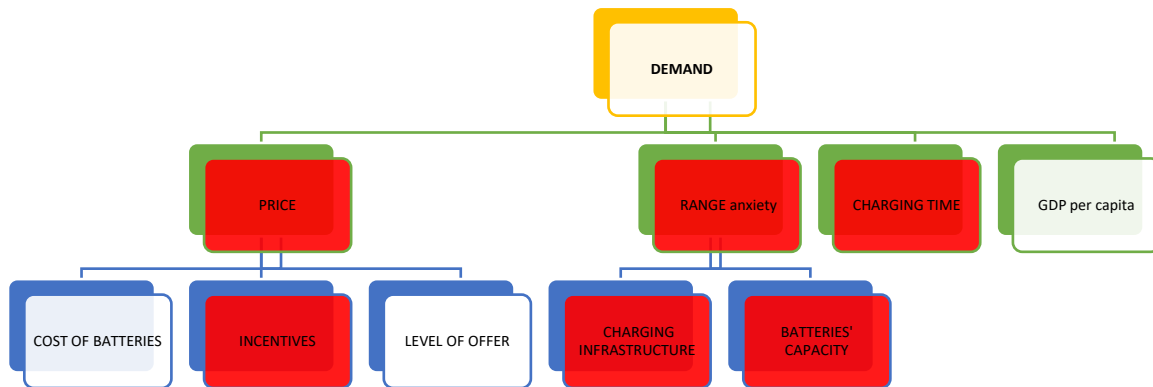 DEMAND
PRICE
RANGE anxiety
CHARGING TIME
GDP per capita
COST OF BATTERIES
INCENTIVES
LEVEL OF OFFER
CHARGING
INFRASTRUCTURE
BATTERIES'
CAPACITY